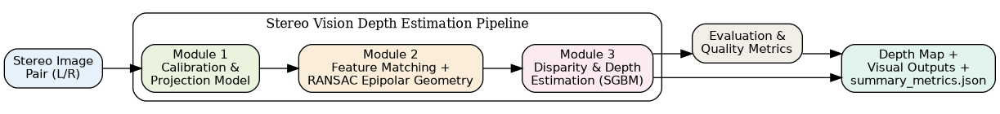 Stereo Vision Depth Estimation Pipeline
Stereo Image
Pair (L/R)
Module 1
Calibration &
Projection Model
Module 2
Feature Matching +
RANSAC Epipolar Geometry
Module 3
Disparity & Depth
Estimation (SGBM)
Evaluation &
Quality Metrics
Depth Map +
Visual Outputs +
summary_metrics.json